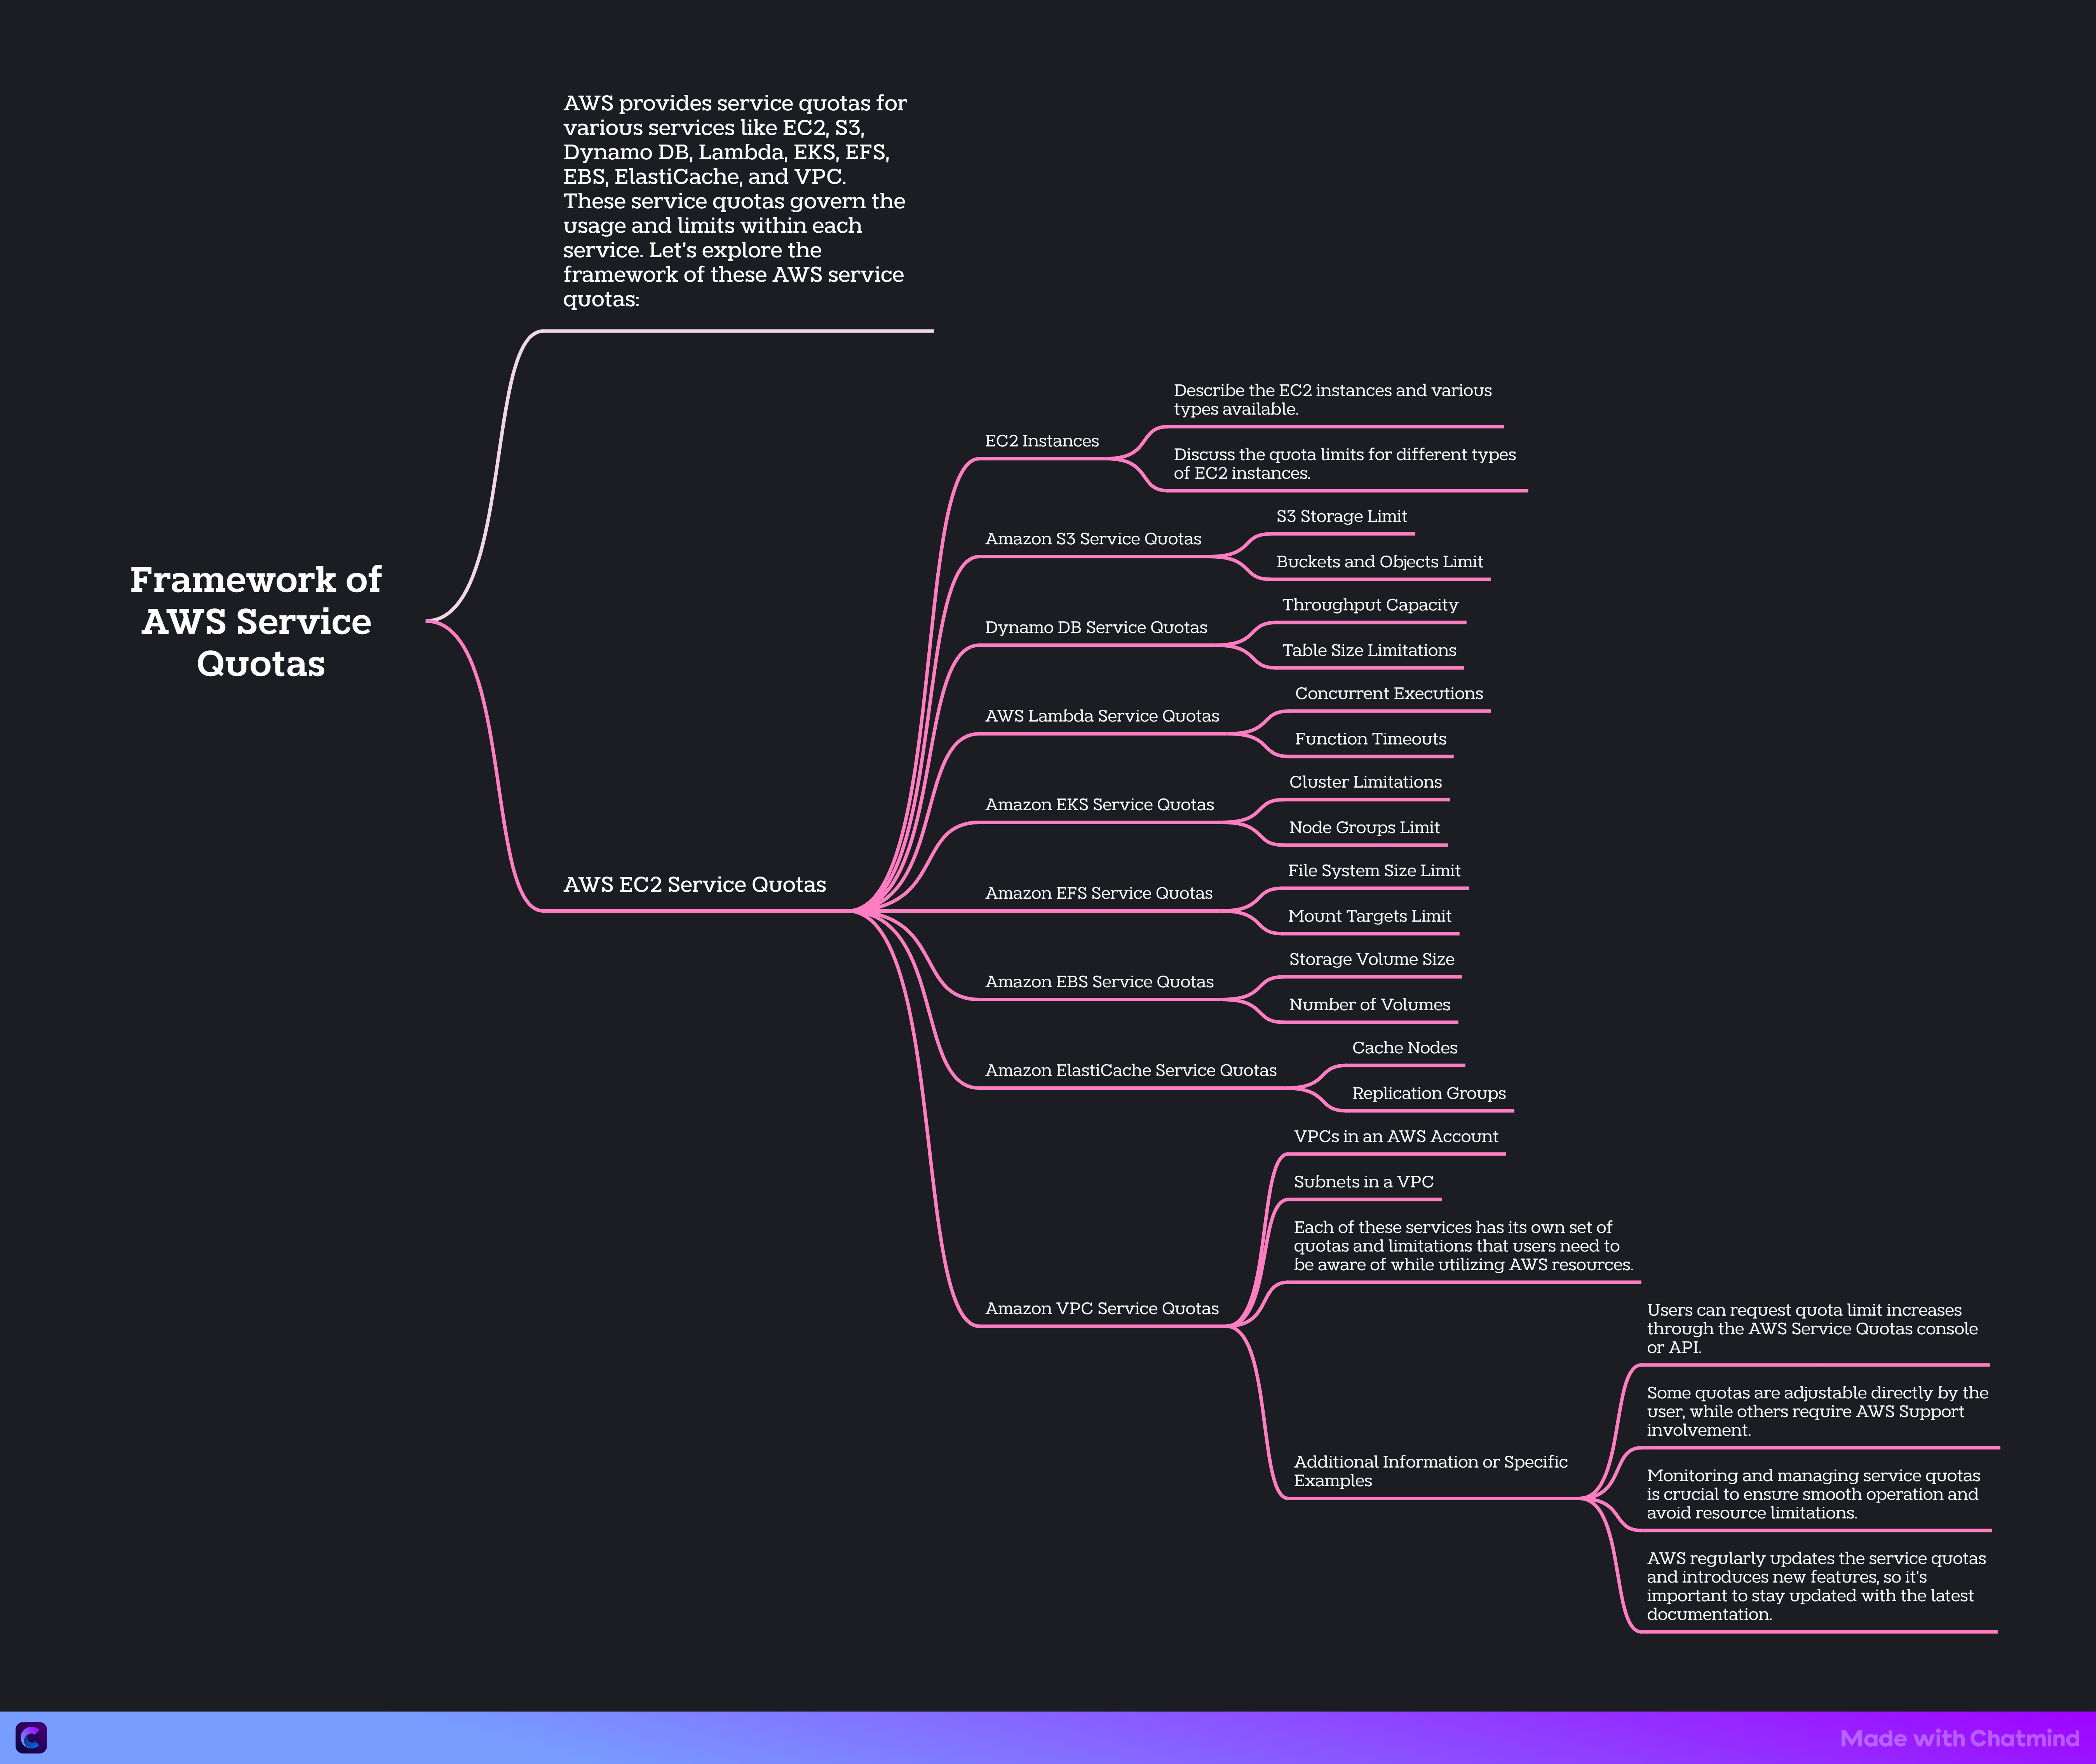 Framework of
AWS Service
Quotas
AWS provides service quotas for
various services like EC2, S3,
Dynamo DB, Lambda, EKS, EFS,
EBS, ElastiCache, and VPC.
These service quotas govern the
usage and limits within each
service. Let's explore the
framework of these AWS service
quotas:
AWS EC2 Service Quotas
EC2 Instances
Describe the EC2 instances and various
types available.
Discuss the quota limits for different types
of EC2 instances.
Amazon S3 Service Quotas
S3 Storage Limit
Buckets and Objects Limit
Dynamo DB Service Quotas
Throughput Capacity
Table Size Limitations
AWS Lambda Service Quotas
Concurrent Executions
Function Timeouts
Amazon EKS Service Quotas
Cluster Limitations
Node Groups Limit
Amazon EFS Service Quotas
File System Size Limit
Mount Targets Limit
Amazon EBS Service Quotas
Storage Volume Size
Number of Volumes
Amazon ElastiCache Service Quotas
Cache Nodes
Replication Groups
Amazon VPC Service Quotas
VPCs in an AWS Account
Subnets in a VPC
Each of these services has its own set of
quotas and limitations that users need to
be aware of while utilizing AWS resources.
Additional Information or Specific
Examples
Users can request quota limit increases
through the AWS Service Quotas console
or API.
Some quotas are adjustable directly by the
user, while others require AWS Support
involvement.
Monitoring and managing service quotas
is crucial to ensure smooth operation and
avoid resource limitations.
AWS regularly updates the service quotas
and introduces new features, so it's
important to stay updated with the latest
documentation.
Made with Chatmind